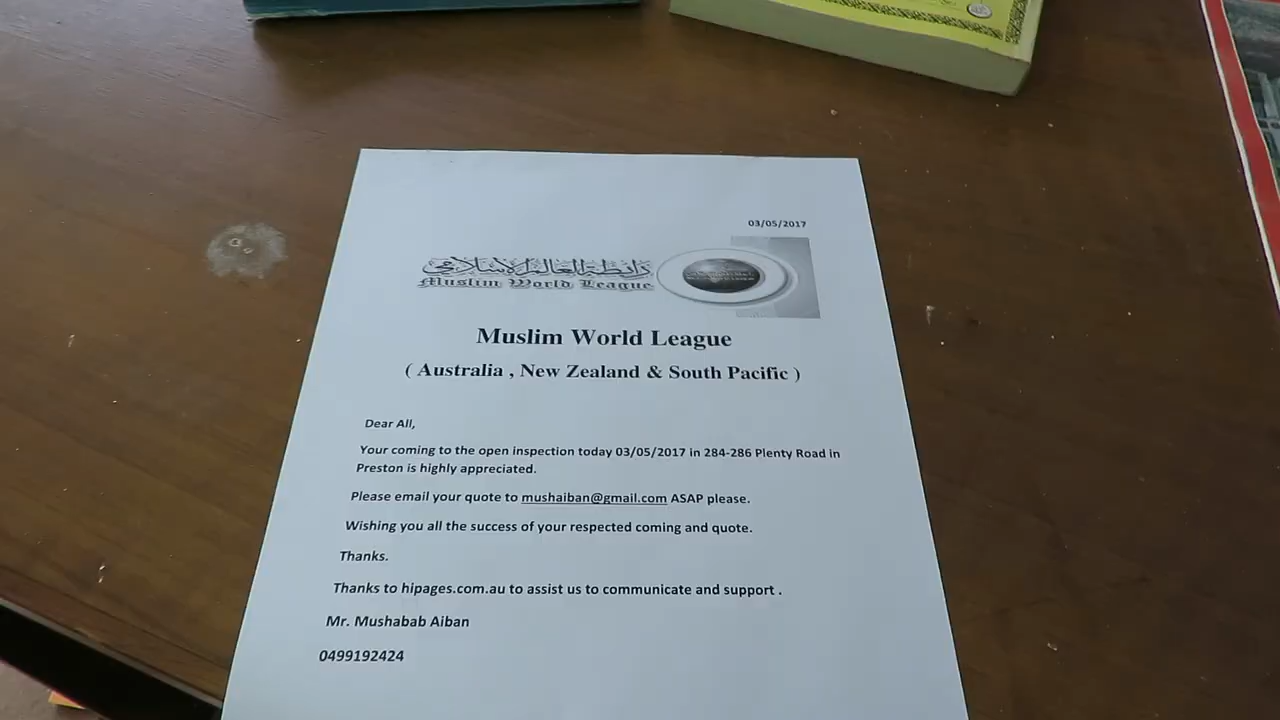 03/05/2017
رابطة العالم الإسلامي
Muslim World League
Muslim World League
( Australia , New Zealand & South Pacific )
Dear All,
Your coming to the open inspection today 03/05/2017 in 284-286 Plenty Road in
Preston is highly appreciated.
Please email your quote to mushaiban@gmail.com ASAP please.
Wishing you all the success of your respected coming and quote.
Thanks.
Thanks to hipages.com.au to assist us to communicate and support .
Mr. Mushabab Aiban
0499192424